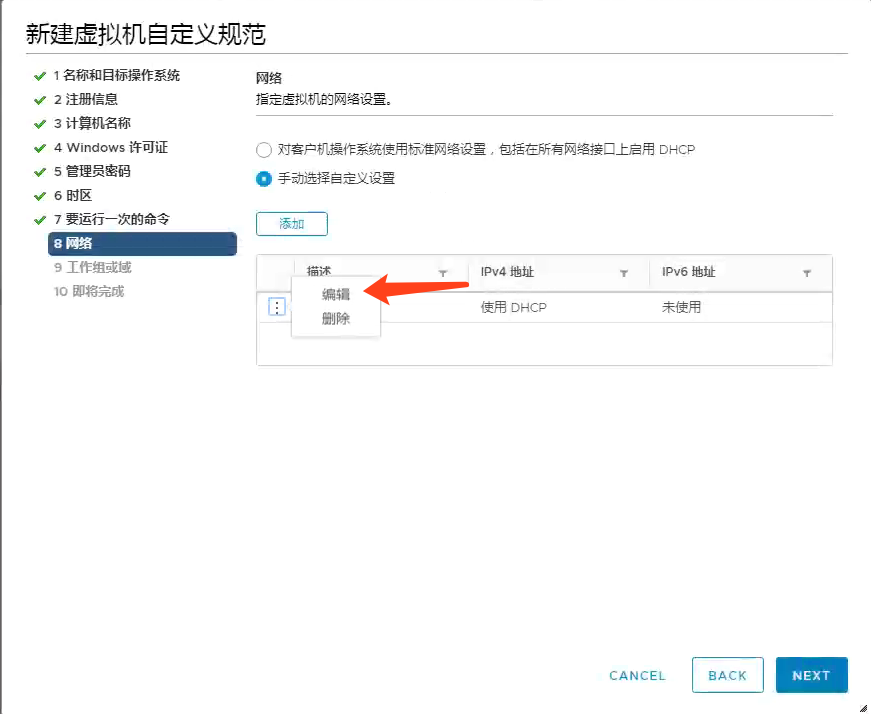 新建虚拟机自定义规范
1 名称和目标操作系统
2 注册信息
3 计算机名称
4 Windows 许可证
5 管理员密码
6 时区
7 要运行一次的命令
8 网络
9 工作组或域
10 即将完成
网络
指定虚拟机的网络设置。
对客户机操作系统使用标准网络设置，包括在所有网络接口上启用 DHCP
手动选择自定义设置
添加
描述 IPv4 地址 IPv6 地址
编辑
使用 DHCP 未使用
删除
CANCEL BACK NEXT